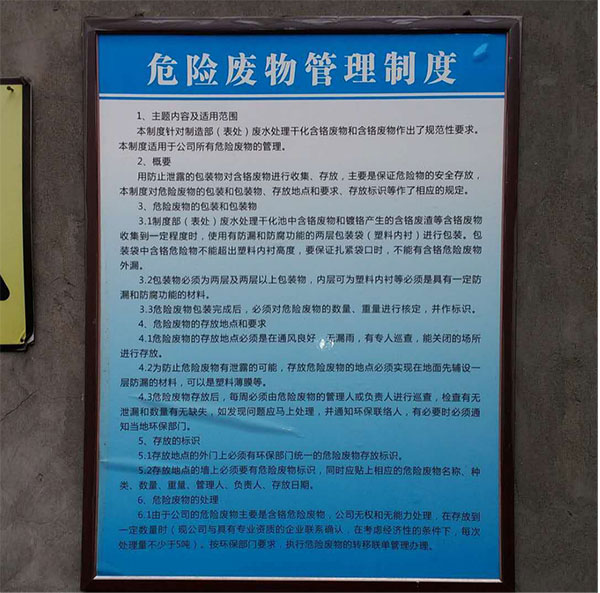 危险废物管理制度
1、主题内容及适用范围
本制度针对制造部（表处）废水处理干化含铬废物和含铬废物作出了规范性要求。
本制度适用于公司所有危险废物的管理。
2、概要
用防止泄露的包装物对含铬废物进行收集、存放，主要是保证危险物的安全存放，
本制度对危险废物的包装和包装物、存放地点和要求、存放标识等作了相应的规定。
3、危险废物的包装和包装物
3.1制度部（表处）废水处理干化池中含铬废物和镀铬产生的含铬废渣等含铬废物
收集到一定程度时，使用有防漏和防腐功能的两层包装袋（塑料内衬）进行包装。包
装袋中含铬危险物不能超出塑料内衬高度，要保证扎紧袋口时，不能有含铬危险废物
外漏。
3.2包装物必须为两层及两层以上包装物，内层可为塑料内衬等必须是具有一定防
漏和防腐功能的材料。
3.3危险废物包装完成后，必须对危险废物的数量、重量进行核定，并作标识。
4、危险废物的存放地点和要求
4.1危险废物的存放地点必须是在通风良好，无漏雨，有专人巡查，能关闭的场所
进行存放。
4.2为防止危险废物有泄露的可能，存放危险废物的地点必须实现在地面先铺设一
层防漏的材料，可以是塑料薄膜等。
4.3危险废物存放后，每周必须由危险废物的管理人或负责人进行巡查，检查有无
泄漏和数量有无缺失，如发现问题应马上处理，并通知环保联络人，有必要时必须通
知当地环保部门。
5、存放的标识
5.1存放地点的外门上必须有环保部门统一的危险废物存放标识。
5.2存放地点的墙上必须要有危险废物标识，同时应贴上相应的危险废物名称、种
类、数量、重量、管理人、负责人、存放日期。
6、危险废物的处理
6.1由于公司的危险废物主要是含铬危险废物，公司无权和无能力处理，在存放到
一定数量时（现公司与具有专业资质的企业联系确认，在考虑经济性的条件下，每次
处理量不少于5吨）。按环保部门要求，执行危险废物的转移联单管理办理。